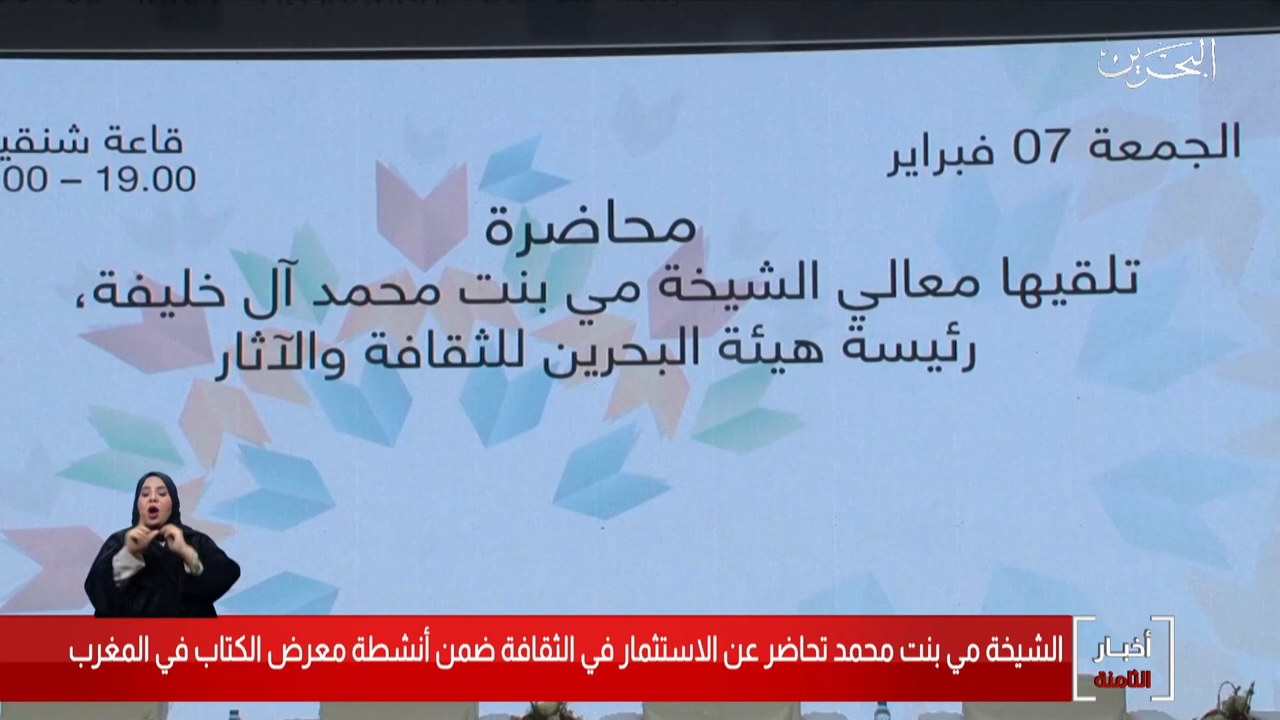 البحرين
الجمعة 07 فبراير
قاعة
00 – 19.00
محاضرة
تلقيها معالي الشيخة مي بنت محمد آل خليفة،
رئيسة هيئة البحرين للثقافة والآثار
أخبار
الثامنة
الشيخة مي بنت محمد تحاضر عن الاستثمار في الثقافة ضمن أنشطة معرض الكتاب في المغرب